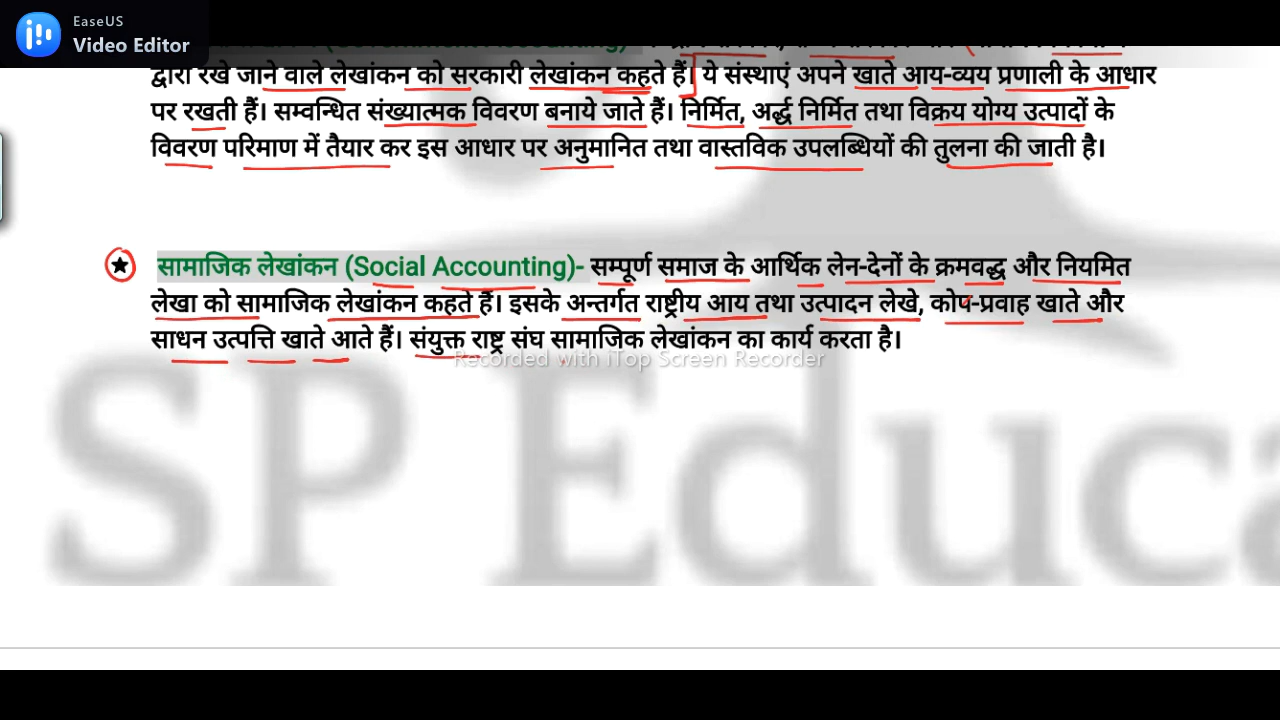 EaseUS
Video Editor
(Government Accounting)
द्वारा रखे जाने वाले लेखांकन को सरकारी लेखांकन कहते हैं। ये संस्थाएं अपने खाते आय-व्यय प्रणाली के आधार
पर रखती हैं। सम्वन्धित संख्यात्मक विवरण बनाये जाते हैं। निर्मित, अर्द्ध निर्मित तथा विक्रय योग्य उत्पादों के
विवरण परिमाण में तैयार कर इस आधार पर अनुमानित तथा वास्तविक उपलब्धियों की तुलना की जाती है।
★ सामाजिक लेखांकन (Social Accounting)- सम्पूर्ण समाज के आर्थिक लेन-देनों के क्रमवद्ध और नियमित
लेखा को सामाजिक लेखांकन कहते हैं। इसके अन्तर्गत राष्ट्रीय आय तथा उत्पादन लेखे, कोप-प्रवाह खाते और
साधन उत्पत्ति खाते आते हैं। संयुक्त राष्ट्र संघ सामाजिक लेखांकन का कार्य करता है।
Recorded with iTop Screen Recorder
SP Educa